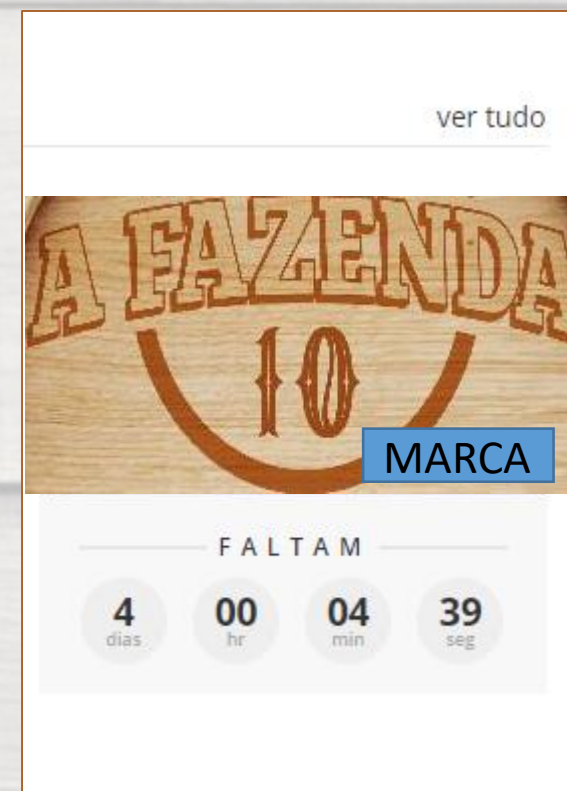 ver tudo
A FAZENDA
10
MARCA
FALTAM
4 00 04 39
dias hr min seg